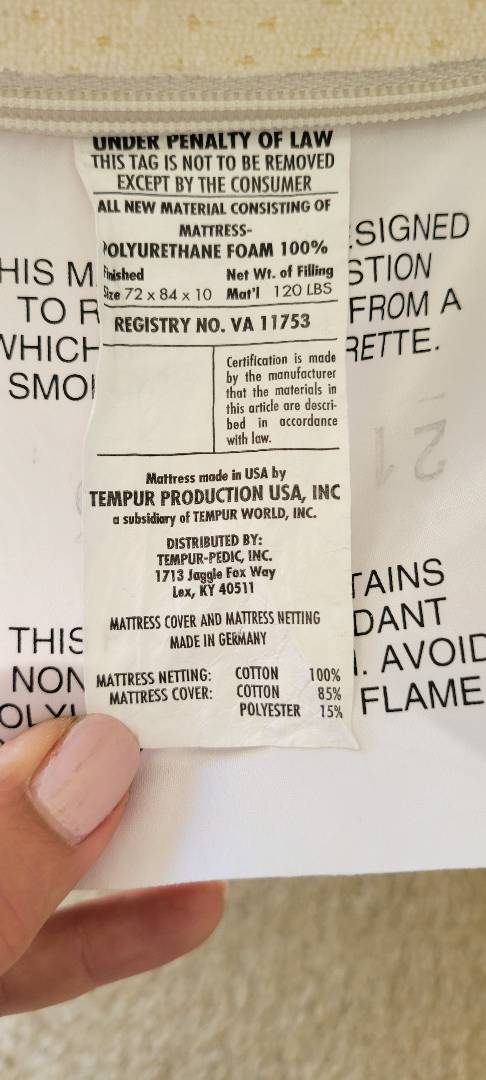 UNDER PENALTY OF LAW
THIS TAG IS NOT TO BE REMOVED
EXCEPT BY THE CONSUMER
ALL NEW MATERIAL CONSISTING OF
MATTRESS-
POLYURETHANE FOAM 100%
Finished Net Wt. of Filling
Size 72 x 84 x 10 Mat'l 120 LBS
REGISTRY NO. VA 11753
Certification is made
by the manufacturer
that the materials in
this article are descri-
bed in accordance
with law.
Mattress made in USA by
TEMPUR PRODUCTION USA, INC
a subsidiary of TEMPUR WORLD, INC.
DISTRIBUTED BY:
TEMPUR-PEDIC, INC.
1713 Jaggie Fox Way
Lex, KY 40511
MATTRESS COVER AND MATTRESS NETTING
MADE IN GERMANY
MATTRESS NETTING: COTTON 100%
MATTRESS COVER: COTTON 85%
POLYESTER 15%
HIS M
TO R
WHICH
SMO
ESIGNED
STION
FROM A
RETTE.
THIS
NON
OLY
TAINS
DANT
. AVOID
FLAME